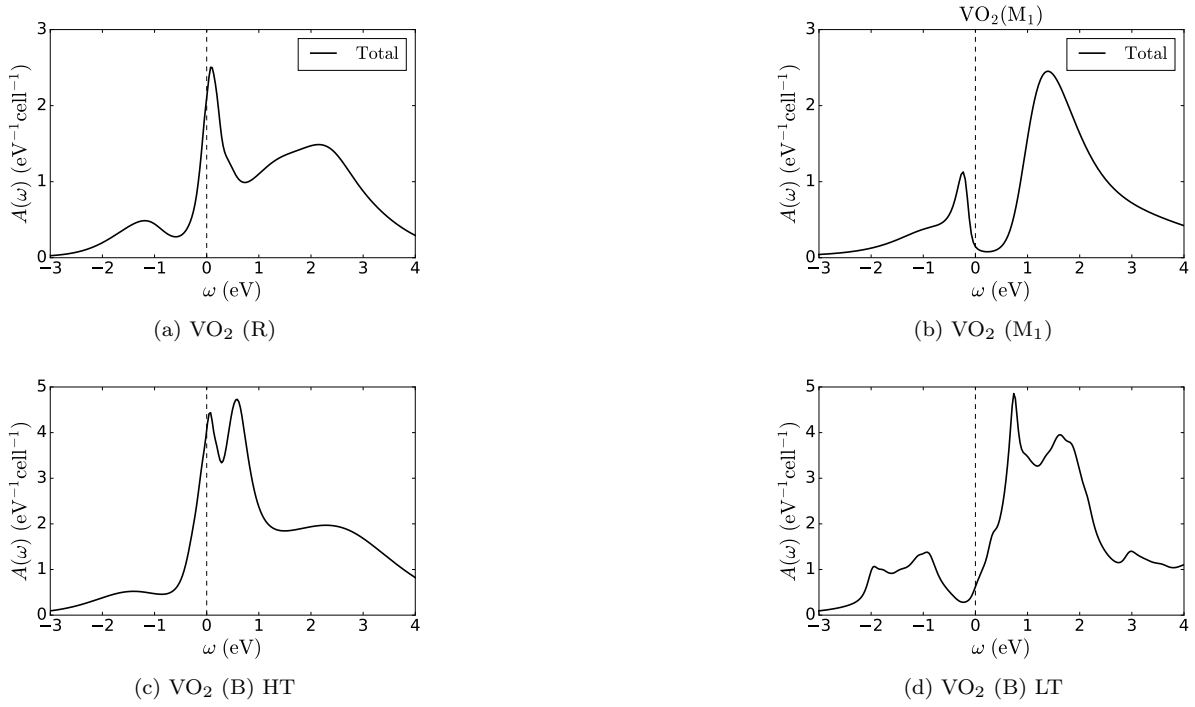 3
2
1
0
A(ω) (eV⁻¹cell⁻¹)
Total
−3 −2 −1 0 1 2 3 4
ω (eV)
(a) VO₂ (R)
VO₂(M₁)
3
2
1
0
A(ω) (eV⁻¹cell⁻¹)
Total
−3 −2 −1 0 1 2 3 4
ω (eV)
(b) VO₂ (M₁)
5
4
3
2
1
0
A(ω) (eV⁻¹cell⁻¹)
−3 −2 −1 0 1 2 3 4
ω (eV)
(c) VO₂ (B) HT
5
4
3
2
1
0
A(ω) (eV⁻¹cell⁻¹)
−3 −2 −1 0 1 2 3 4
ω (eV)
(d) VO₂ (B) LT